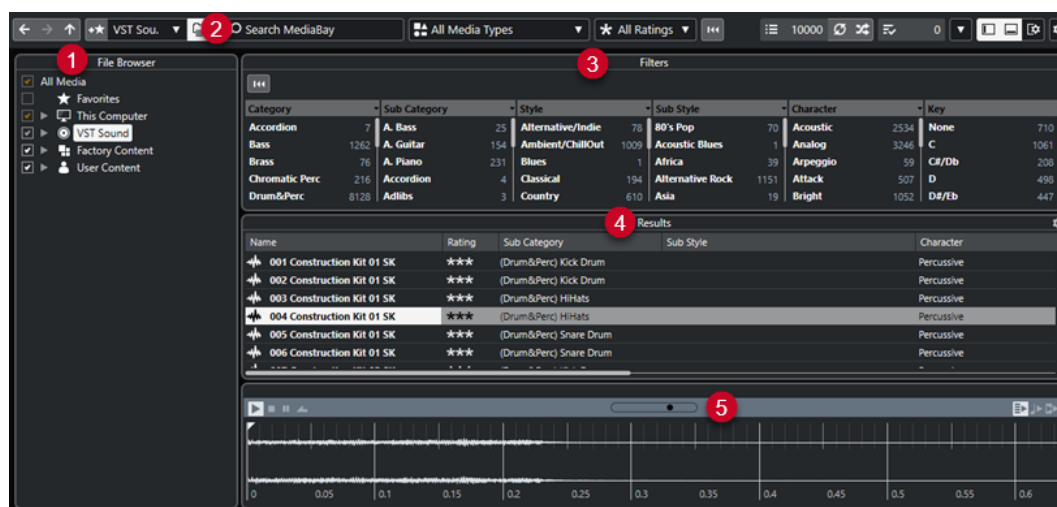 VST Sou.
2
Search MediaBay
All Media Types
All Ratings
10000
0
1
File Browser
All Media
Favorites
This Computer
VST Sound
Factory Content
User Content
3
Filters
Category Sub Category Style Sub Style Character Key
Accordion 7 A. Bass 25 Alternative/Indie 78 80's Pop 70 Acoustic 2534 None 710
Bass 1262 A. Guitar 154 Ambient/ChillOut 1009 Acoustic Blues 1 Analog 3246 C 1061
Brass 76 A. Piano 231 Blues 1 Africa 39 Arpeggio 59 C#/Db 208
Chromatic Perc 216 Accordion 4 Classical 194 Alternative Rock 1151 Attack 507 D 498
Drum&Perc 8128 Adlibs 3 Country 610 Asia 19 Bright 1052 D#/Eb 447
4
Results
Name Rating Sub Category Sub Style Character
001 Construction Kit 01 SK *** (Drum&Perc) Kick Drum Percussive
002 Construction Kit 01 SK *** (Drum&Perc) Kick Drum Percussive
003 Construction Kit 01 SK *** (Drum&Perc) HiHats Percussive
004 Construction Kit 01 SK *** (Drum&Perc) HiHats Percussive
005 Construction Kit 01 SK *** (Drum&Perc) Snare Drum Percussive
006 Construction Kit 01 SK *** (Drum&Perc) Snare Drum Percussive
5
0 0.05 0.1 0.15 0.2 0.25 0.3 0.35 0.4 0.45 0.5 0.55 0.6